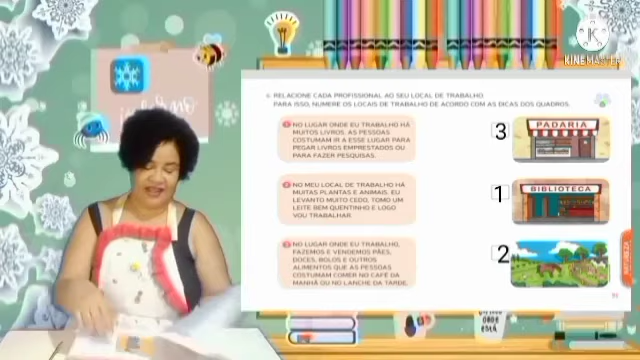 KINEMASTER
inverno
RELACIONE CADA PROFISSIONAL AO SEU LOCAL DE TRABALHO
PARA ISSO, NUMERE OS LOCAIS DE TRABALHO DE ACORDO COM AS DICAS DOS QUADROS.
NO LUGAR ONDE EU TRABALHO HÁ
MUITOS LIVROS. AS PESSOAS
COSTUMAM IR A ESSE LUGAR PARA
PEGAR LIVROS EMPRESTADOS OU
PARA FAZER PESQUISAS.
3
PADARIA
NO MEU LOCAL DE TRABALHO HÁ
MUITAS PLANTAS E ANIMAIS. EU
LEVANTO MUITO CEDO, TOMO UM
LEITE BEM QUENTINHO E LOGO
VOU TRABALHAR.
1
BIBLIOTECA
NO LUGAR ONDE EU TRABALHO,
FAZEMOS E VENDEMOS PÃES,
DOCES, BOLOS E OUTROS
ALIMENTOS QUE AS PESSOAS
COSTUMAM COMER NO CAFÉ DA
MANHÃ OU NO LANCHE DA TARDE.
2
NATUREZA
onde
está